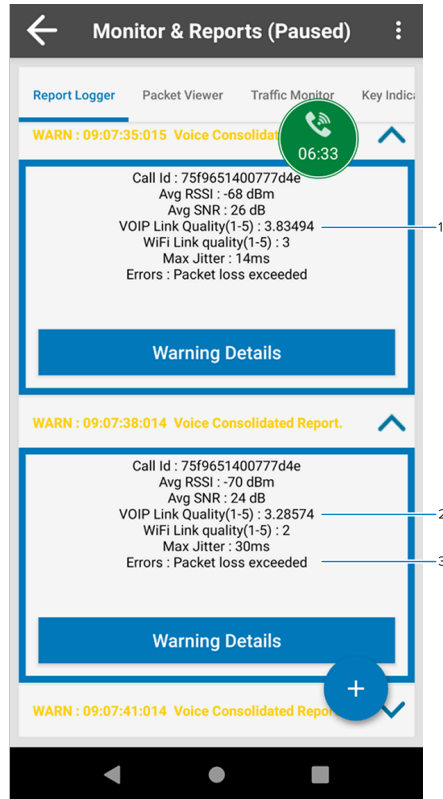 Monitor & Reports (Paused)
Report Logger Packet Viewer Traffic Monitor Key Indica
WARN : 09:07:35:015 Voice Consolidat
06:33
Call Id : 75f9651400777d4e
Avg RSSI : -68 dBm
Avg SNR : 26 dB
VOIP Link Quality(1-5) : 3.83494
1
WiFi Link quality(1-5) : 3
Max Jitter : 14ms
Errors : Packet loss exceeded
Warning Details
WARN : 09:07:38:014 Voice Consolidated Report.
Call Id : 75f9651400777d4e
Avg RSSI : -70 dBm
Avg SNR : 24 dB
VOIP Link Quality(1-5) : 3.28574
2
WiFi Link quality(1-5) : 2
Max Jitter : 30ms
Errors : Packet loss exceeded
3
Warning Details
+
WARN : 09:07:41:014 Voice Consolidated Repo